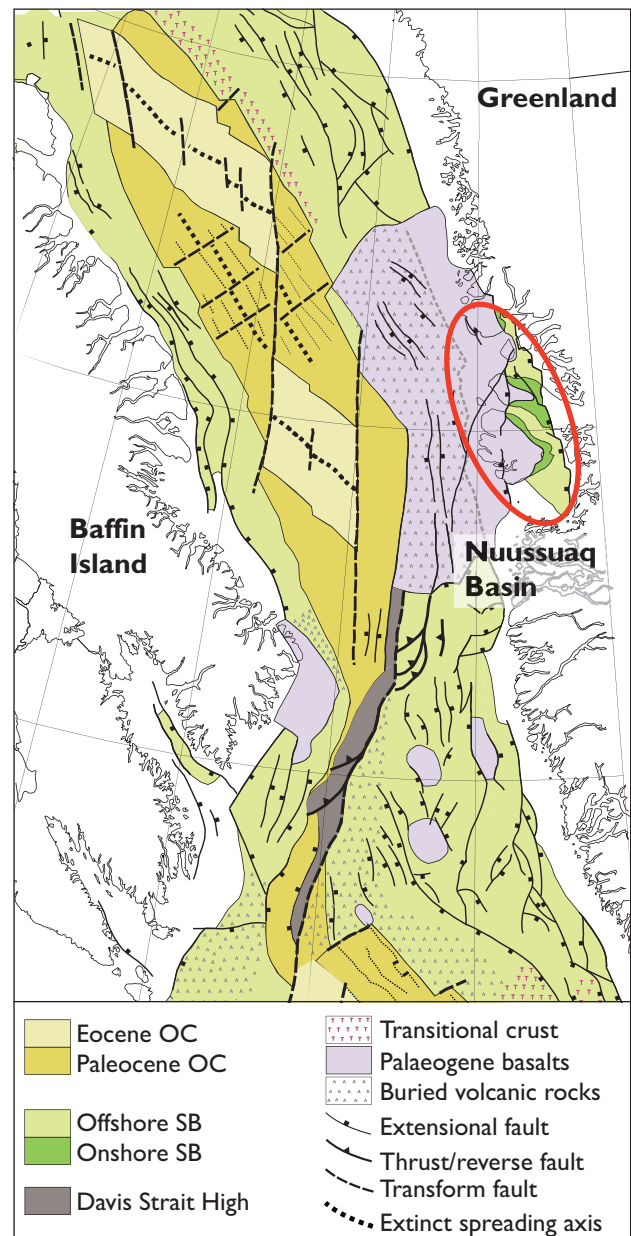 Greenland
Baffin
Island
Nuussuaq
Basin
Eocene OC
Paleocene OC
Offshore SB
Onshore SB
Davis Strait High
Transitional crust
Palaeogene basalts
Buried volcanic rocks
Extensional fault
Thrust/reverse fault
Transform fault
Extinct spreading axis